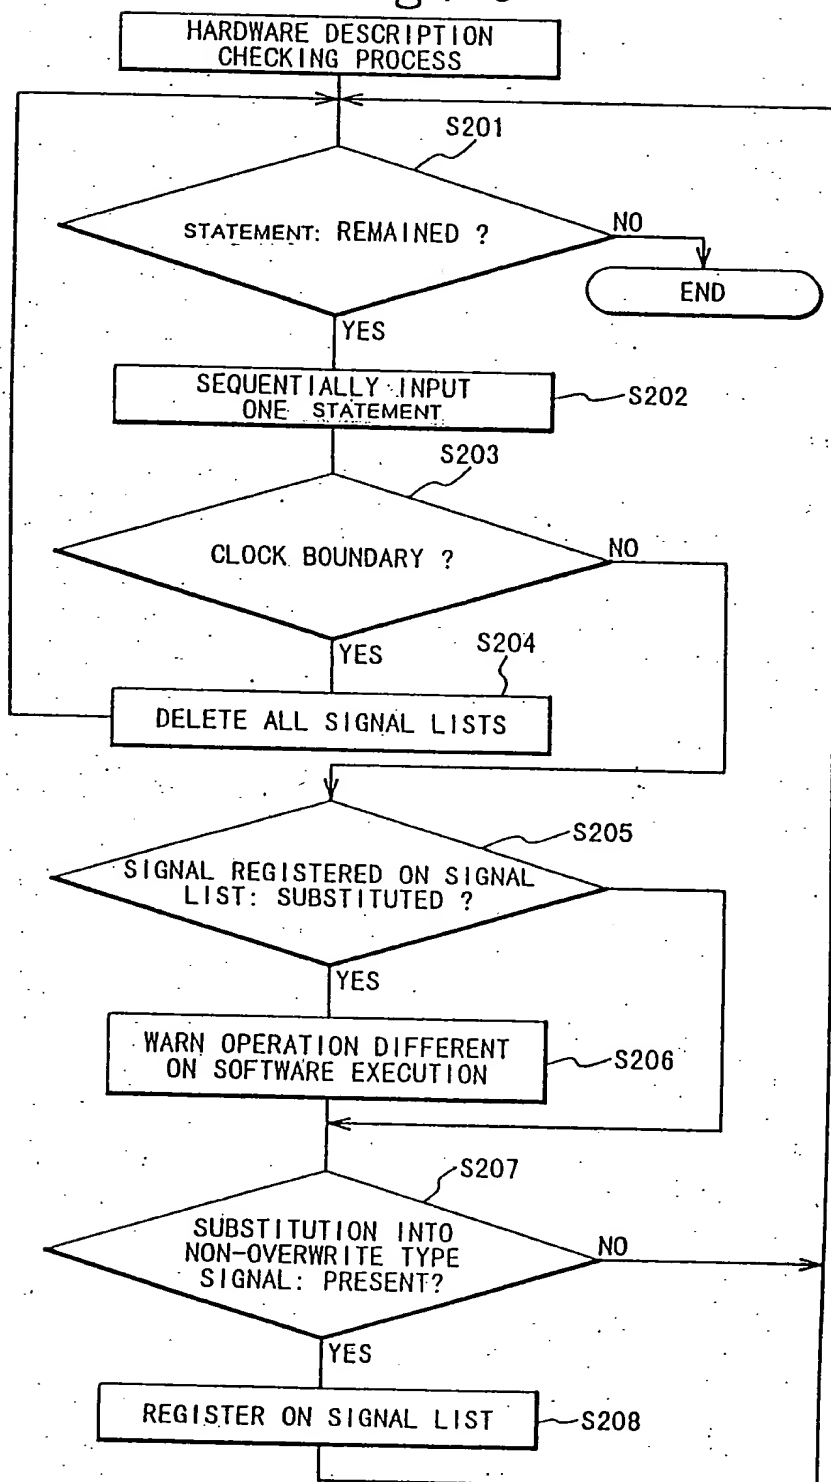 HARDWARE DESCRIPTION
CHECKING PROCESS
S201
STATEMENT: REMAINED ?
NO
END
YES
SEQUENTIALLY INPUT
ONE STATEMENT
S202
S203
CLOCK BOUNDARY ?
NO
YES
S204
DELETE ALL SIGNAL LISTS
S205
SIGNAL REGISTERED ON SIGNAL
LIST: SUBSTITUTED ?
YES
WARN OPERATION DIFFERENT
ON SOFTWARE EXECUTION
S206
S207
SUBSTITUTION INTO
NON-OVERWRITE TYPE
SIGNAL: PRESENT?
NO
YES
REGISTER ON SIGNAL LIST
S208